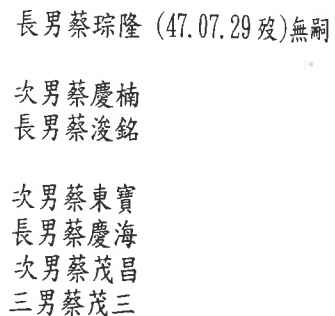 長男蔡琮隆 (47.07.29歿)無嗣
次男蔡慶楠
長男蔡浚銘
次男蔡東寶
長男蔡慶海
次男蔡茂昌
三男蔡茂三